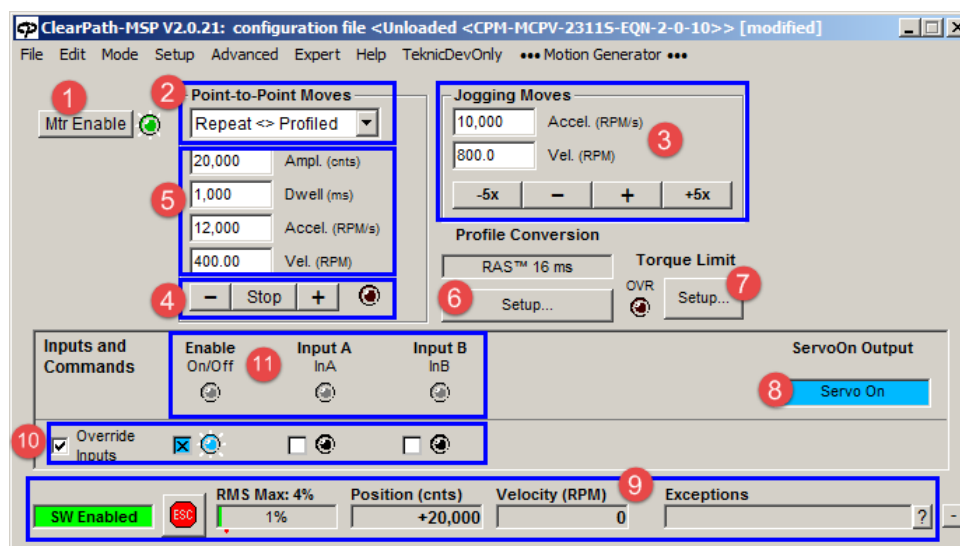 ClearPath-MSP V2.0.21: configuration file <Unloaded <CPM-MCPV-2311S-EQN-2-0-10>> [modified]
File Edit Mode Setup Advanced Expert Help TeknicDevOnly ••• Motion Generator •••
1
Mtr Enable
2
Point-to-Point Moves
Repeat <> Profiled
5
20,000 Ampl. (cnts)
1,000 Dwell (ms)
12,000 Accel. (RPM/s)
400.00 Vel. (RPM)
4
− Stop +
Jogging Moves
10,000 Accel. (RPM/s)
800.0 Vel. (RPM)
3
-5x − + +5x
Profile Conversion
RAS™ 16 ms
6
Setup...
Torque Limit
OVR
Setup...
7
Inputs and Commands
Enable
On/Off
11
Input A
InA
Input B
InB
ServoOn Output
8
Servo On
10
Override Inputs
SW Enabled
ESC
RMS Max: 4%
1%
Position (cnts)
+20,000
Velocity (RPM)
0
9
Exceptions
?
-